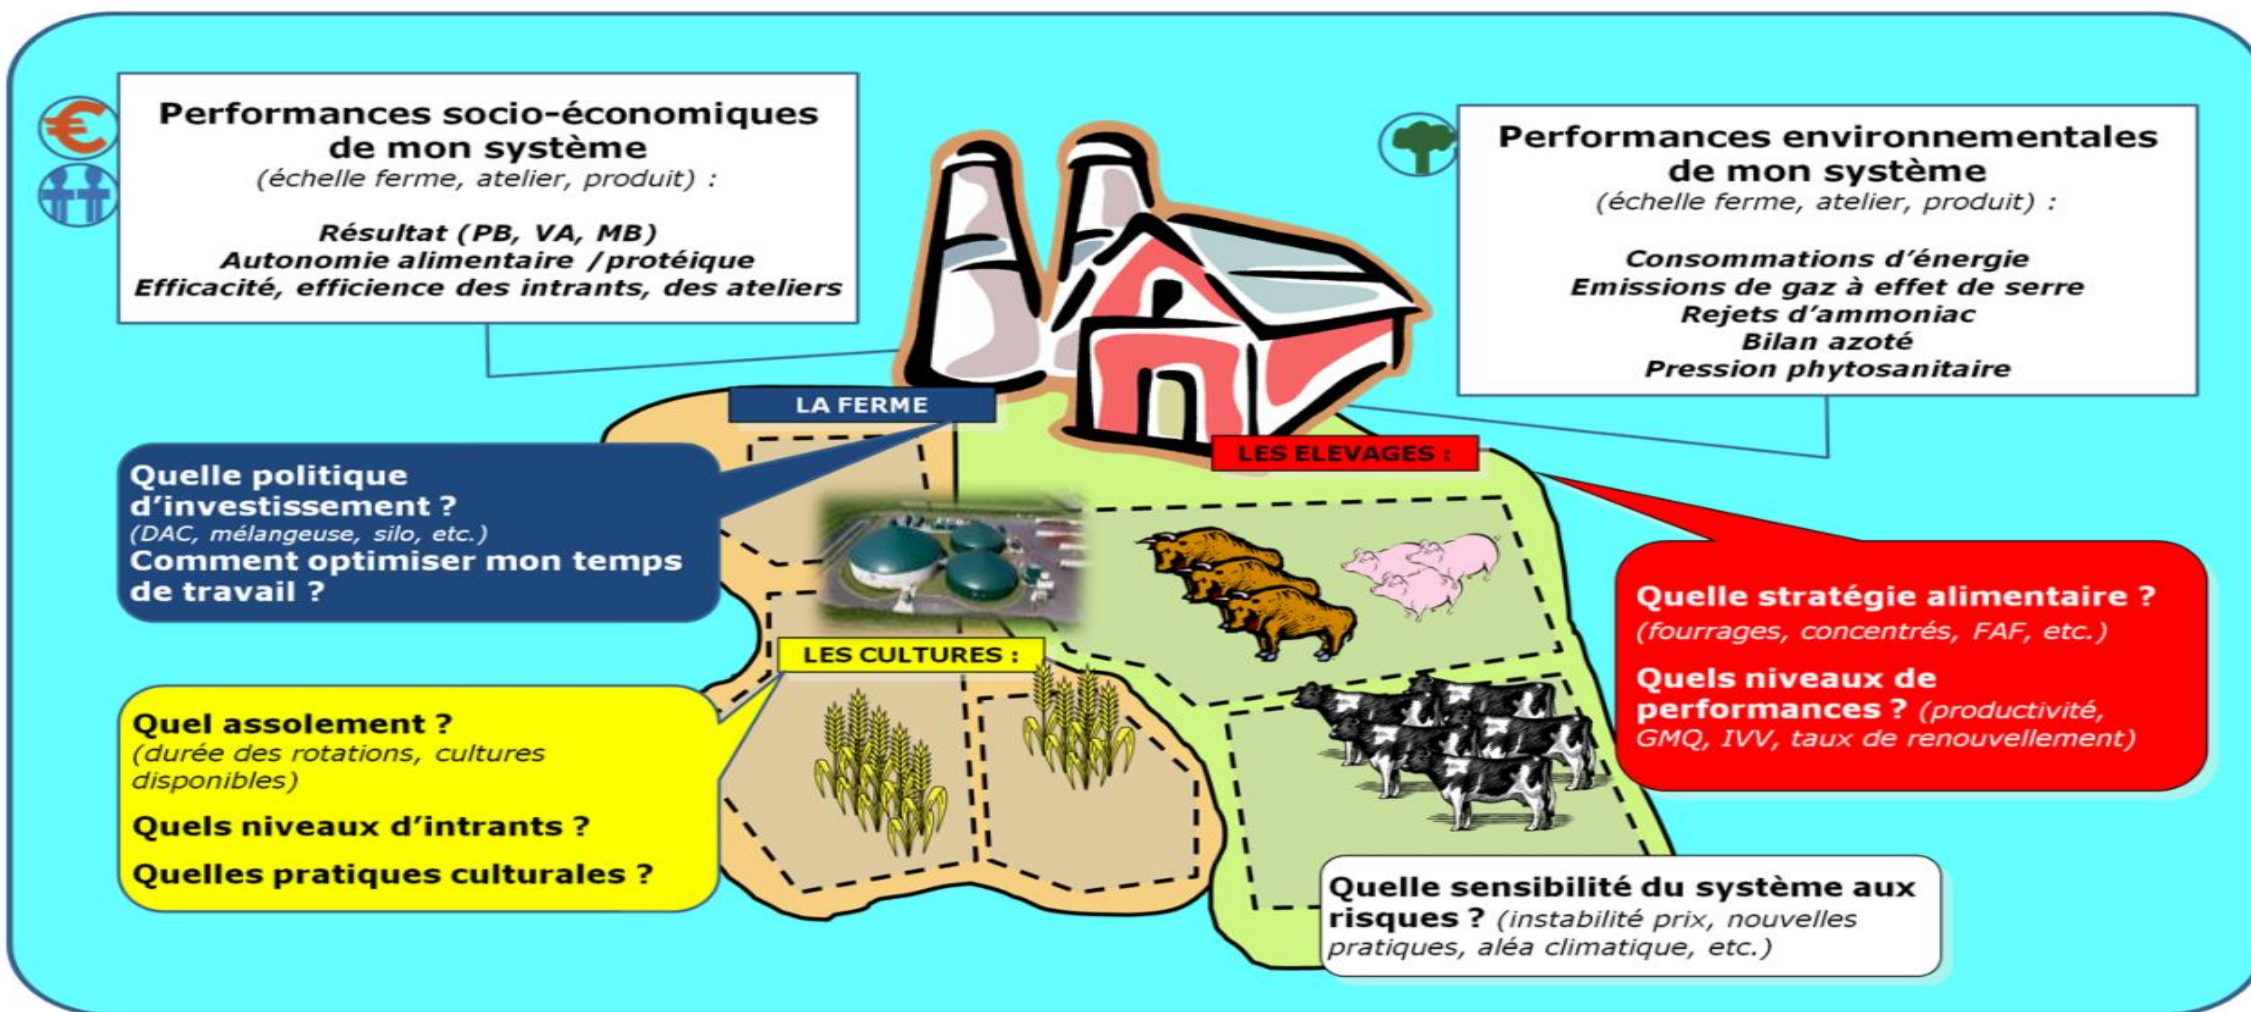 Performances socio-économiques
de mon système
(échelle ferme, atelier, produit) :
Résultat (PB, VA, MB)
Autonomie alimentaire /protéique
Efficacité, efficience des intrants, des ateliers
Performances environnementales
de mon système
(échelle ferme, atelier, produit) :
Consommations d’énergie
Emissions de gaz à effet de serre
Rejets d’ammoniac
Bilan azoté
Pression phytosanitaire
LA FERME
Quelle politique
d’investissement ?
(DAC, mélangeuse, silo, etc.)
Comment optimiser mon temps
de travail ?
LES ELEVAGES :
Quelle stratégie alimentaire ?
(fourrages, concentrés, FAF, etc.)
Quels niveaux de
performances ? (productivité,
GMQ, IVV, taux de renouvellement)
LES CULTURES :
Quel assolement ?
(durée des rotations, cultures
disponibles)
Quels niveaux d’intrants ?
Quelles pratiques culturales ?
Quelle sensibilité du système aux
risques ? (instabilité prix, nouvelles
pratiques, aléa climatique, etc.)